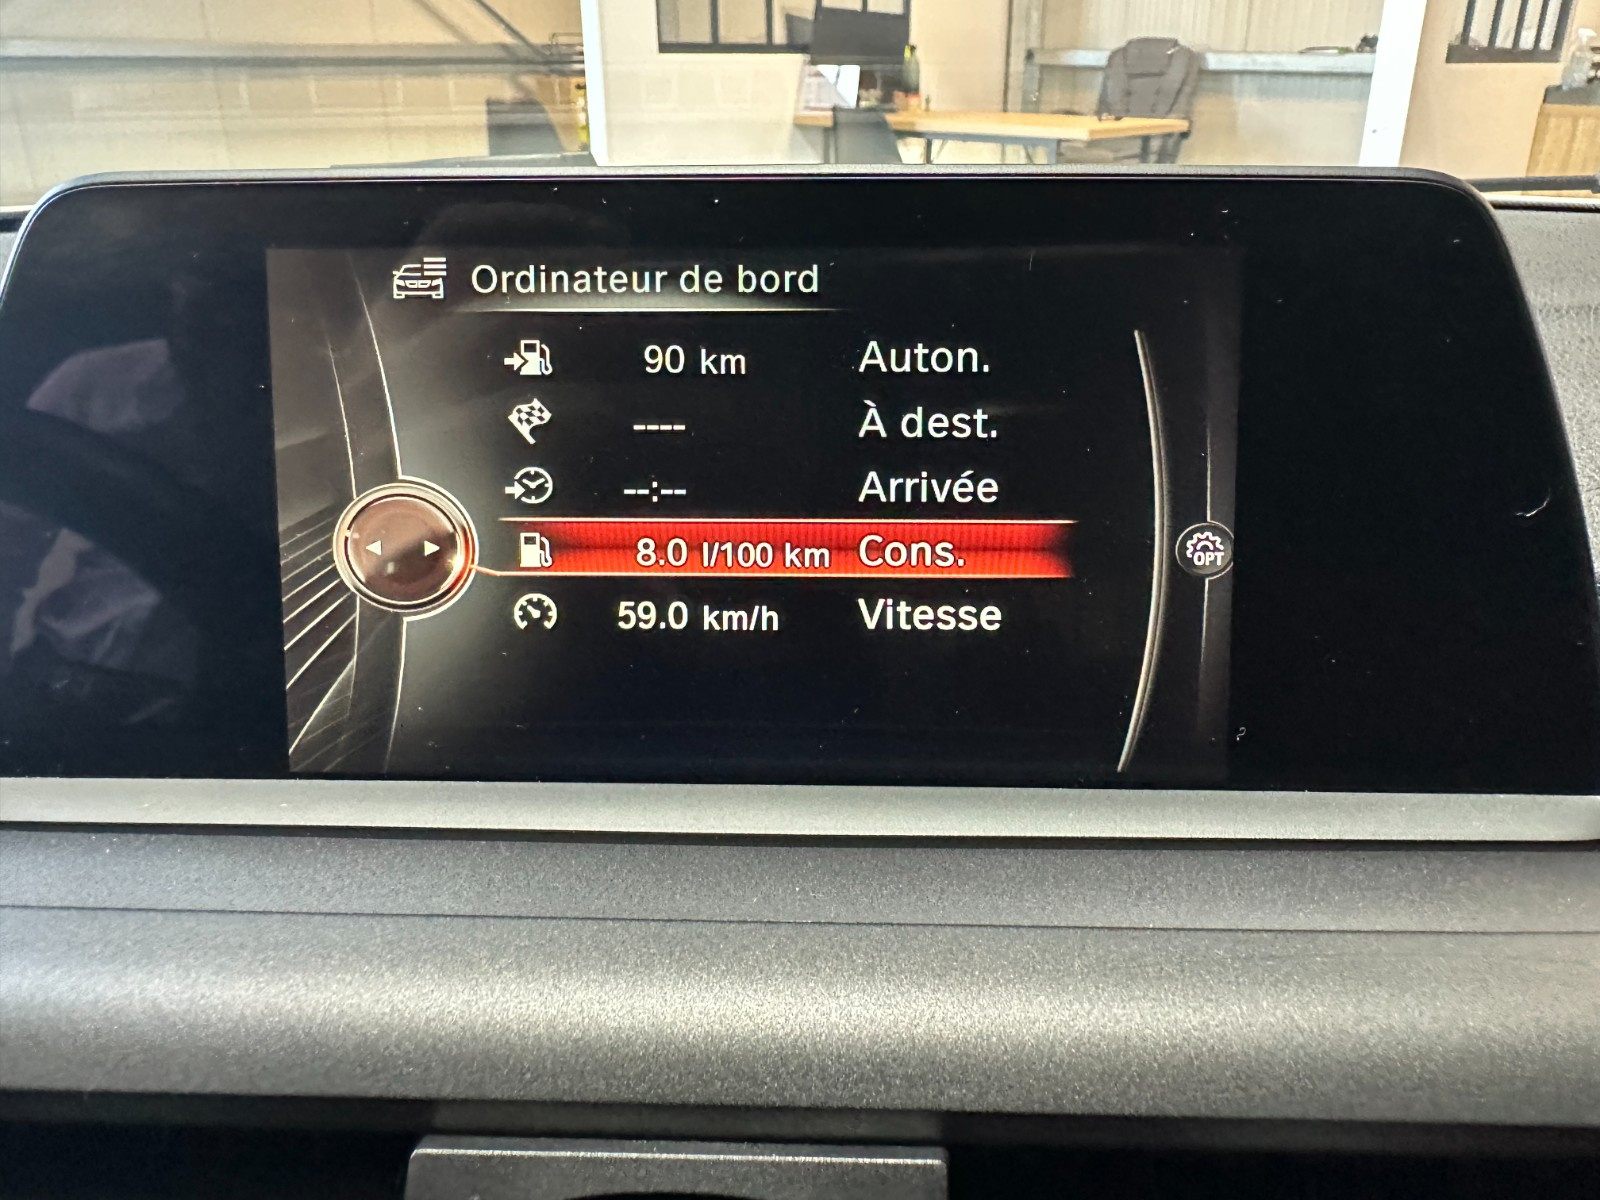 Ordinateur de bord
90 km Auton.
---- À dest.
--:-- Arrivée
8.0 l/100 km Cons.
OPT
59.0 km/h Vitesse